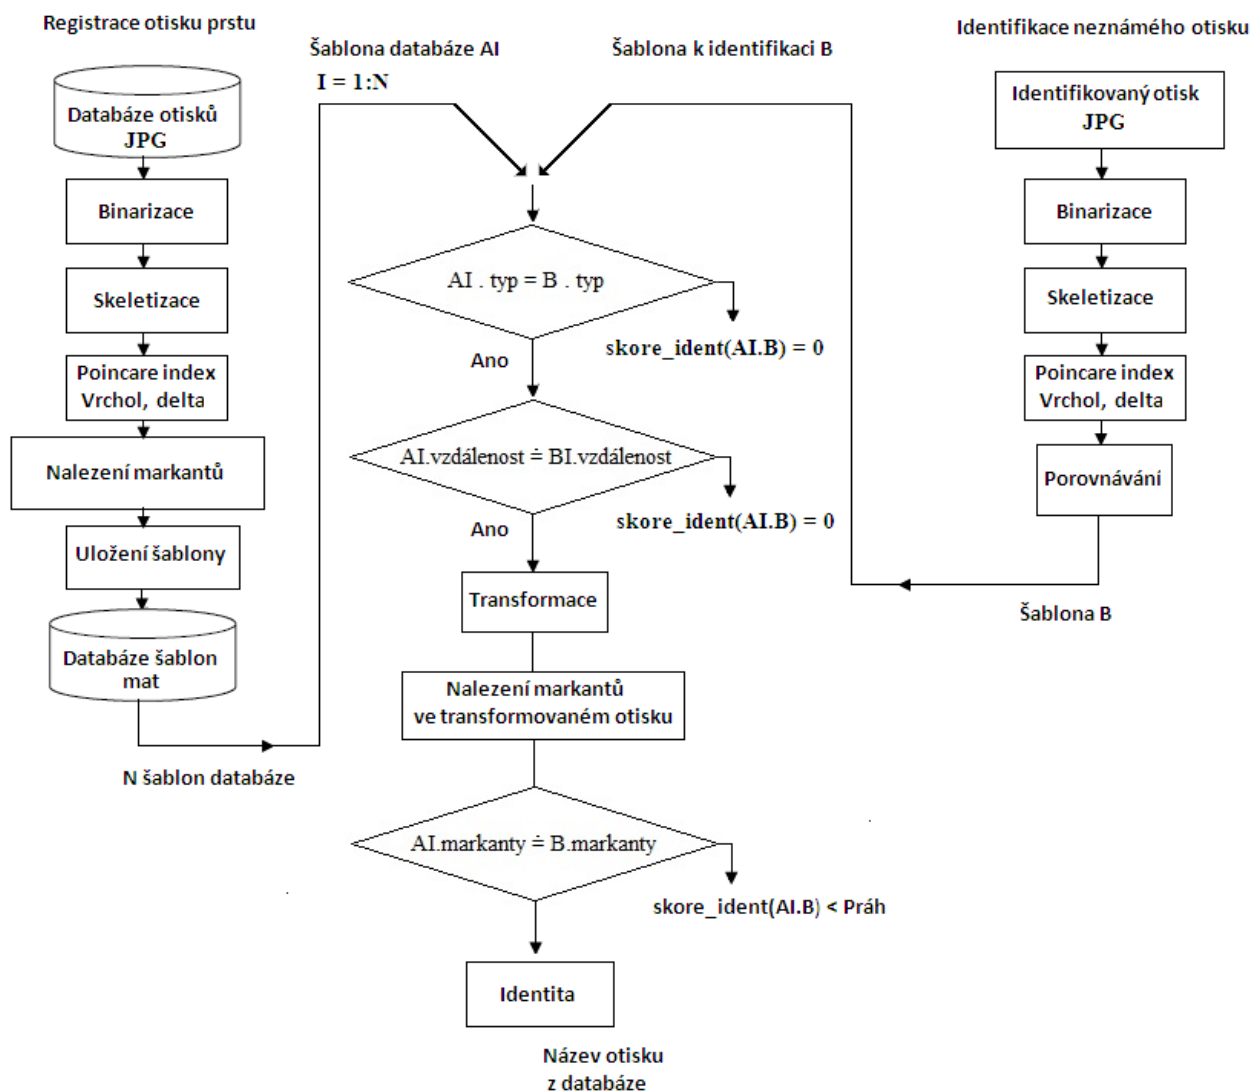 Registrace otisku prstu
Databáze otisků
JPG
Binarizace
Skeletizace
Poincare index
Vrchol, delta
Nalezení markantů
Uložení šablony
Databáze šablon
mat
N šablon databáze
Šablona databáze AI
I = 1:N
Šablona k identifikaci B
AI . typ = B . typ
skore_ident(AI.B) = 0
Ano
AI.vzdálenost ≐ BI.vzdálenost
skore_ident(AI.B) = 0
Ano
Transformace
Nalezení markantů
ve transformovaném otisku
AI.markanty ≐ B.markanty
skore_ident(AI.B) < Práh
Identita
Název otisku
z databáze
Identifikace neznámého otisku
Identifikovaný otisk
JPG
Binarizace
Skeletizace
Poincare index
Vrchol, delta
Porovnávání
Šablona B